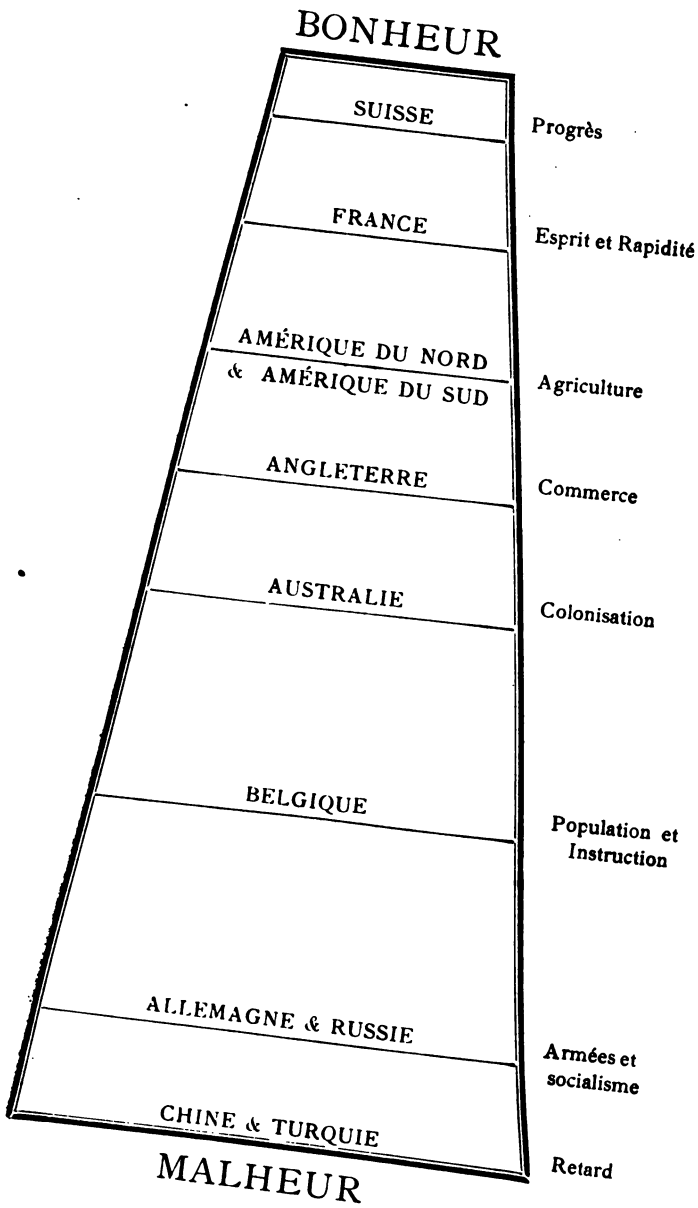 BONHEUR
SUISSE
Progrès
FRANCE
Esprit et Rapidité
AMÉRIQUE DU NORD
& AMÉRIQUE DU SUD
Agriculture
ANGLETERRE
Commerce
AUSTRALIE
Colonisation
BELGIQUE
Population et
Instruction
ALLEMAGNE & RUSSIE
Armées et
socialisme
CHINE & TURQUIE
Retard
MALHEUR